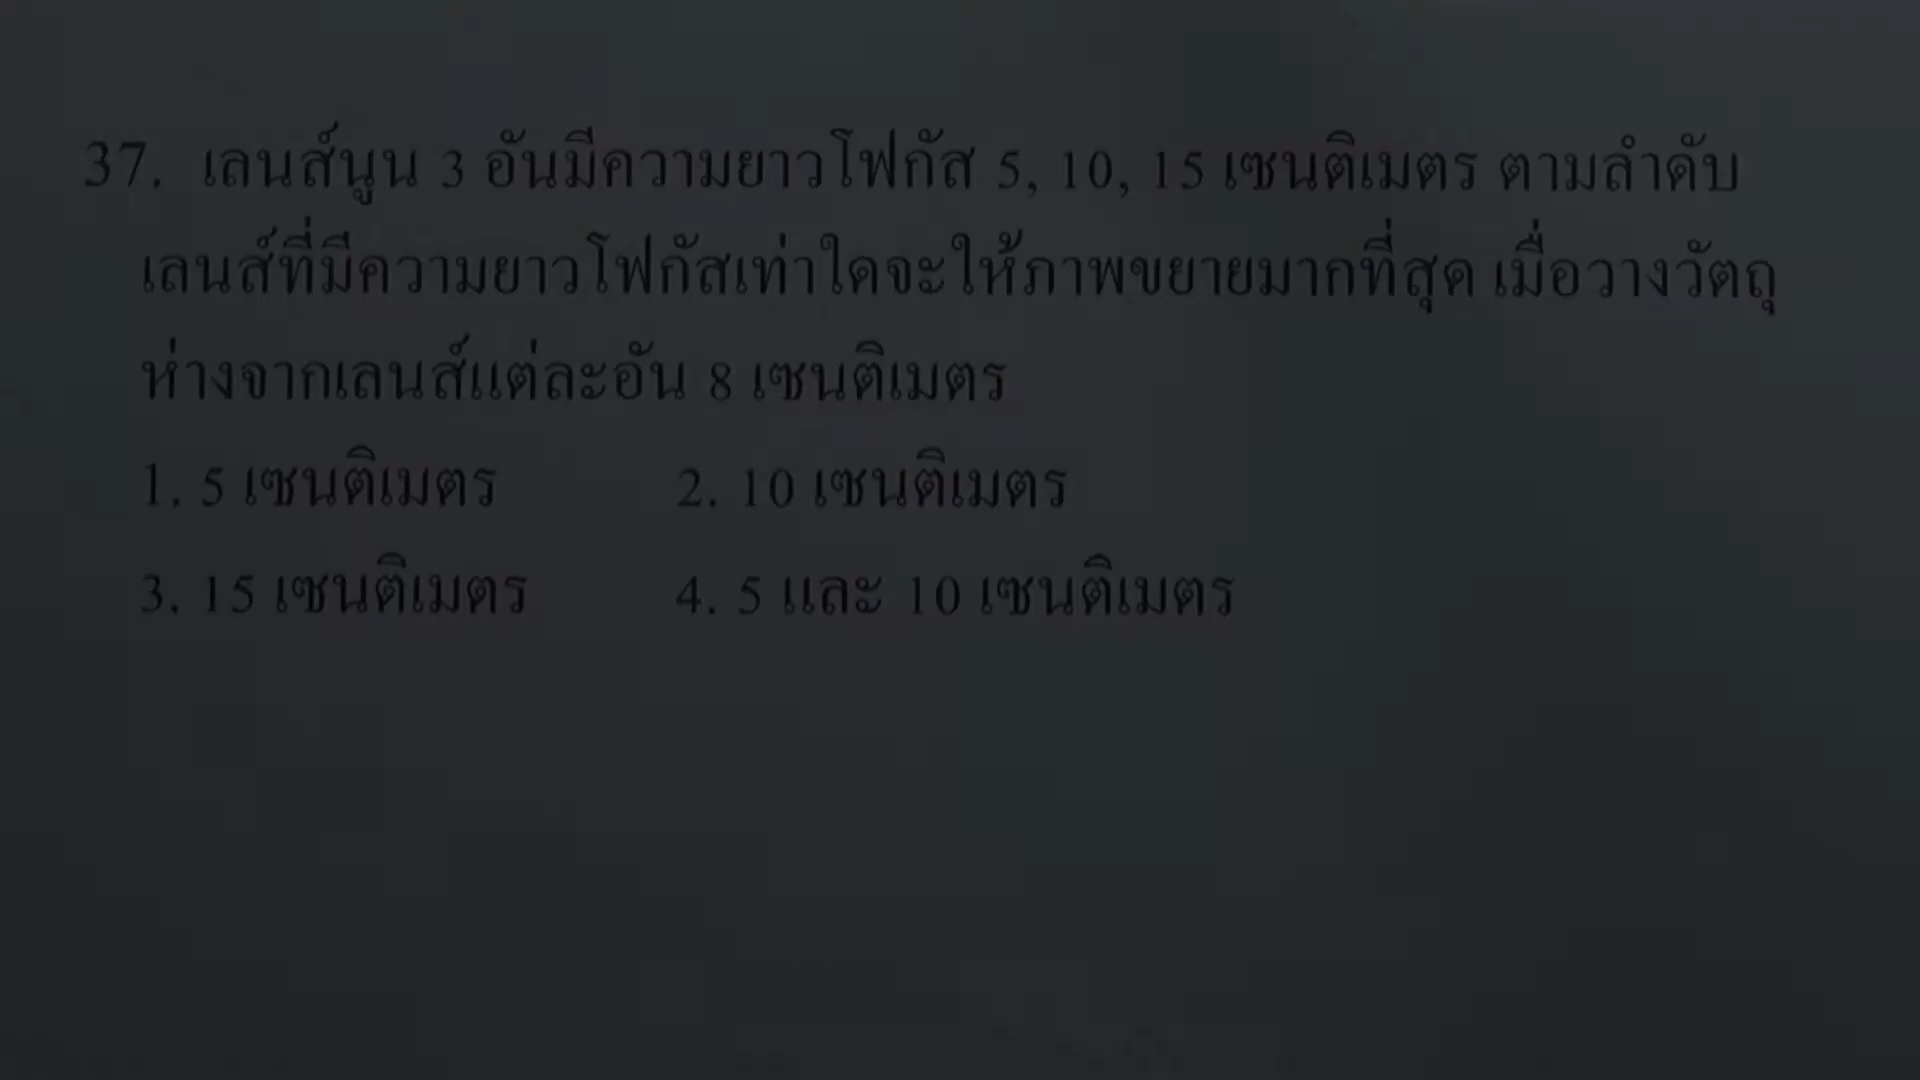 37. เลนส์นูน 3 อันมีความยาวโฟกัส 5, 10, 15 เซนติเมตร ตามลำดับ
เลนส์ที่มีความยาวโฟกัสเท่าใดจะให้ภาพขยายมากที่สุด เมื่อวางวัตถุ
ห่างจากเลนส์แต่ละอัน 8 เซนติเมตร
1. 5 เซนติเมตร 2. 10 เซนติเมตร
3. 15 เซนติเมตร 4. 5 และ 10 เซนติเมตร